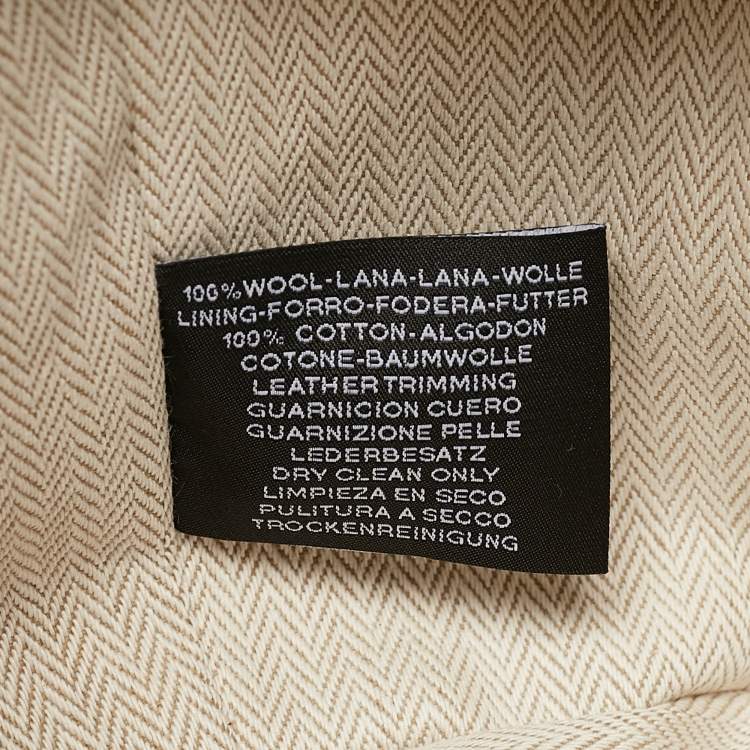 100% WOOL-LANA-LANA-WOLLE
LINING-FORRO-FODERA-FUTTER
100% COTTON-ALGODON
COTONE-BAUMWOLLE
LEATHER TRIMMING
GUARNICION CUERO
GUARNIZIONE PELLE
LEDERBESATZ
DRY CLEAN ONLY
LIMPIEZA EN SECO
PULITURA A SECCO
TROCKENREINIGUNG